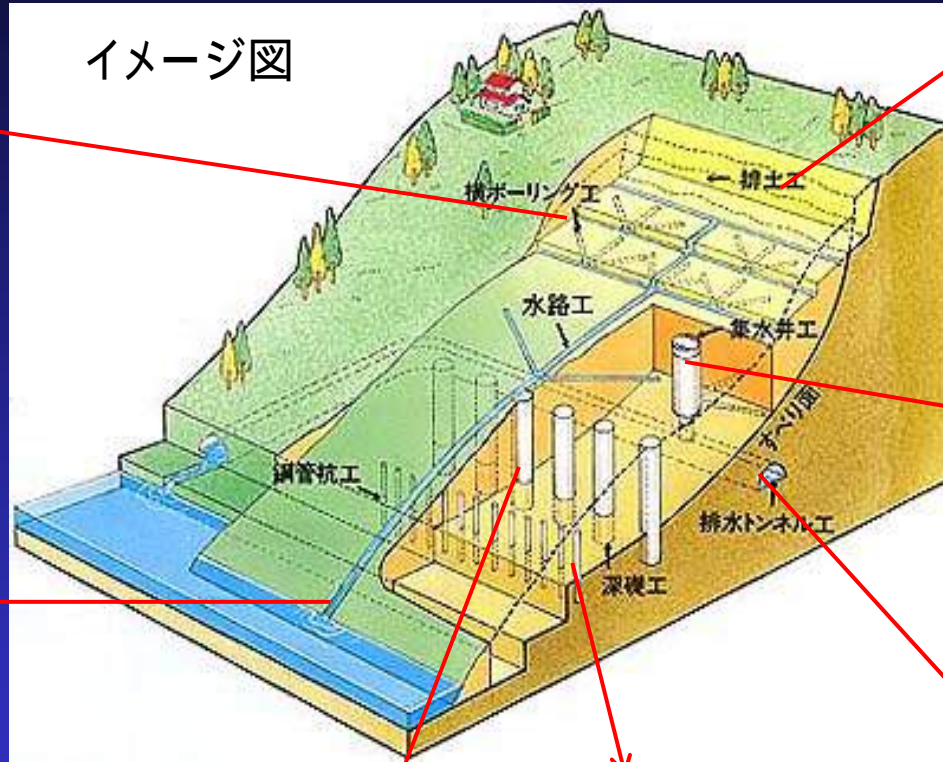 イメージ図
排土工
横ボーリング工
水路工
集水井工
すべり面
鋼管抗工
排水トンネル工
深礎工